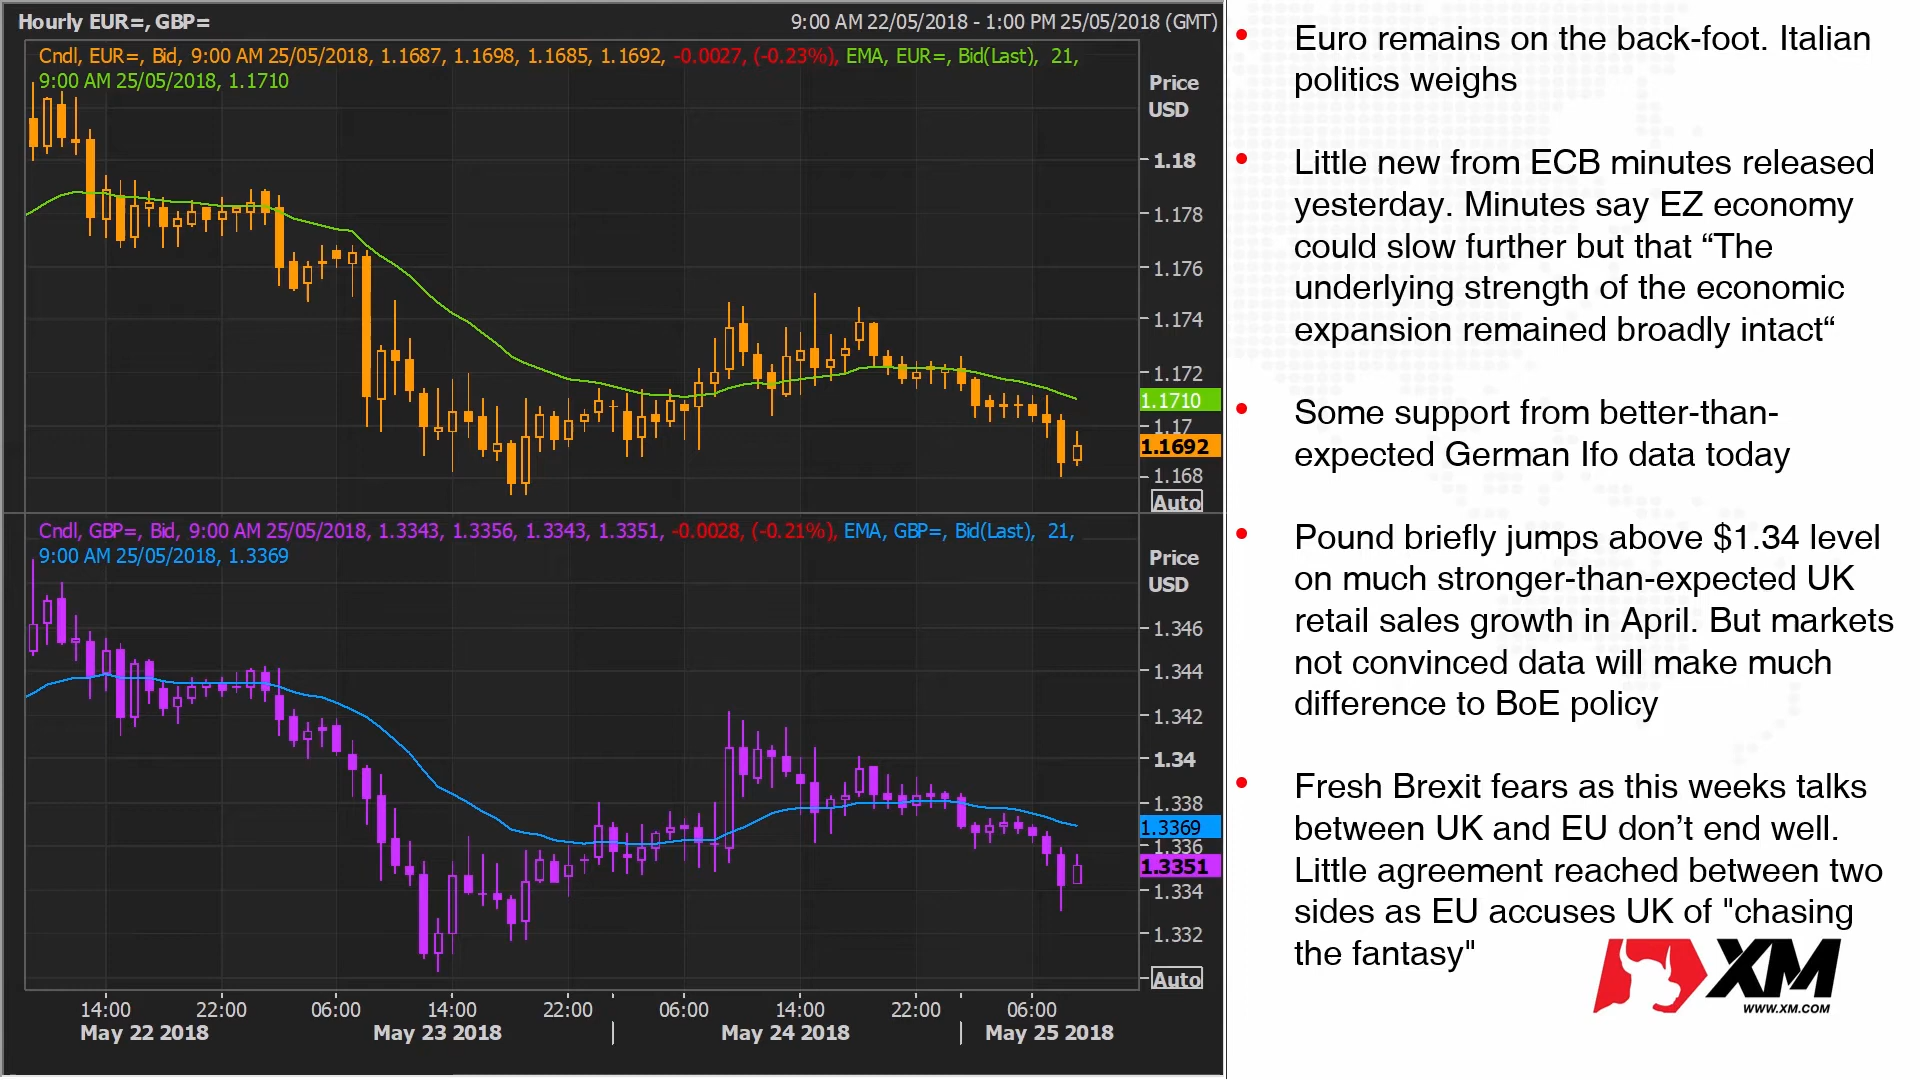 Hourly EUR=, GBP=
9:00 AM 22/05/2018 - 1:00 PM 25/05/2018 (GMT)
Cndl, EUR=, Bid, 9:00 AM 25/05/2018, 1.1687, 1.1698, 1.1685, 1.1692, -0.0027, (-0.23%), EMA, EUR=, Bid(Last), 21,
9:00 AM 25/05/2018, 1.1710
Price
USD
1.18
1.178
1.176
1.174
1.172
1.1710
1.17
1.1692
1.168
Auto
Cndl, GBP=, Bid, 9:00 AM 25/05/2018, 1.3343, 1.3356, 1.3343, 1.3351, -0.0028, (-0.21%), EMA, GBP=, Bid(Last), 21,
9:00 AM 25/05/2018, 1.3369
Price
USD
1.346
1.344
1.342
1.34
1.338
1.3369
1.336
1.3351
1.334
1.332
Auto
14:00 22:00 06:00 14:00 22:00 06:00 14:00 22:00 06:00
May 22 2018 May 23 2018 May 24 2018 May 25 2018
• Euro remains on the back-foot. Italian
politics weighs
• Little new from ECB minutes released
yesterday. Minutes say EZ economy
could slow further but that “The
underlying strength of the economic
expansion remained broadly intact“
• Some support from better-than-
expected German Ifo data today
• Pound briefly jumps above $1.34 level
on much stronger-than-expected UK
retail sales growth in April. But markets
not convinced data will make much
difference to BoE policy
• Fresh Brexit fears as this weeks talks
between UK and EU don’t end well.
Little agreement reached between two
sides as EU accuses UK of "chasing
the fantasy"
XM
WWW.XM.COM